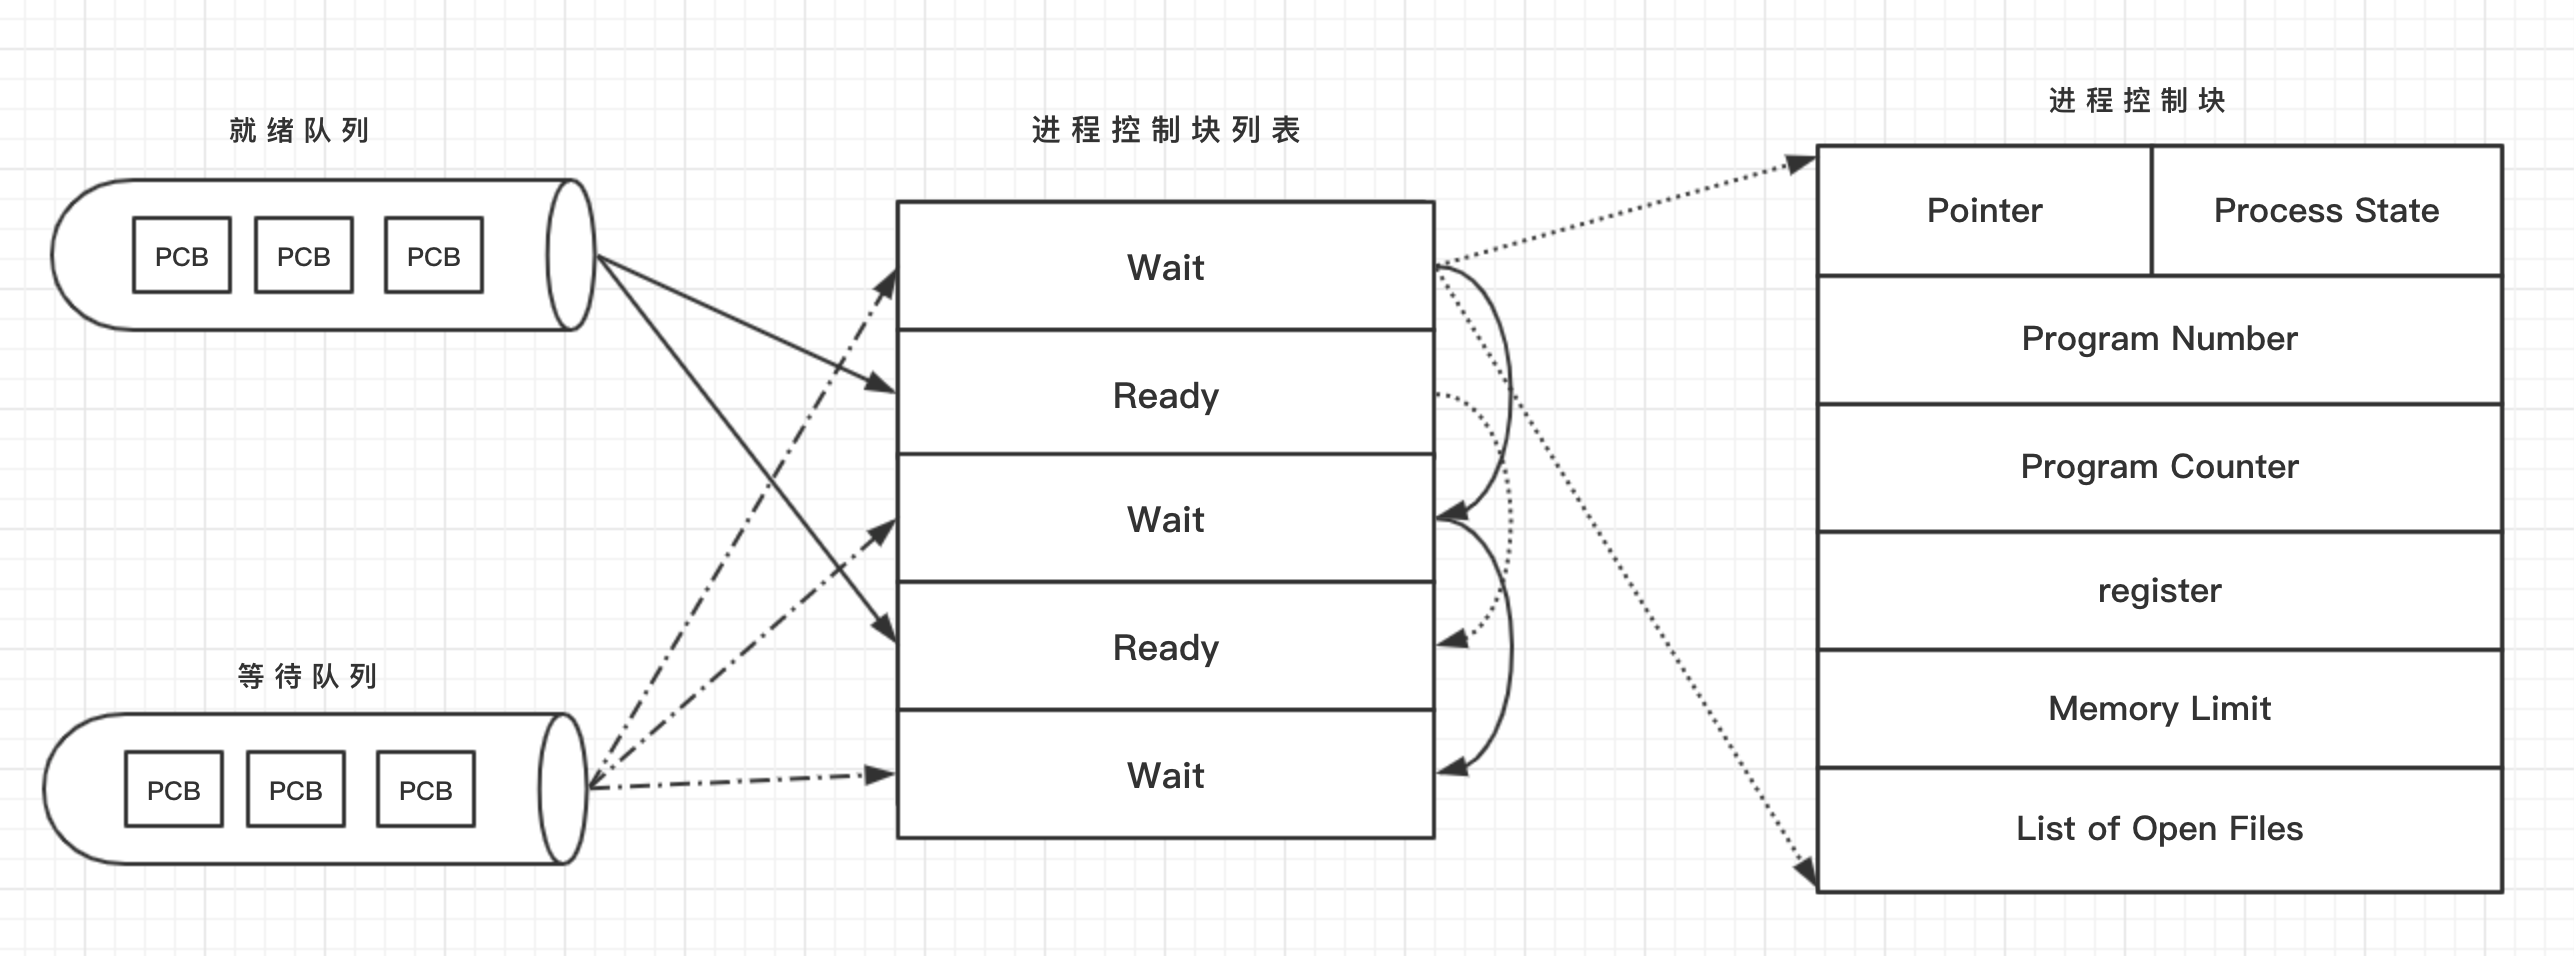 就绪队列
PCB PCB PCB
等待队列
PCB PCB PCB
进程控制块列表
Wait
Ready
Wait
Ready
Wait
进程控制块
Pointer Process State
Program Number
Program Counter
register
Memory Limit
List of Open Files